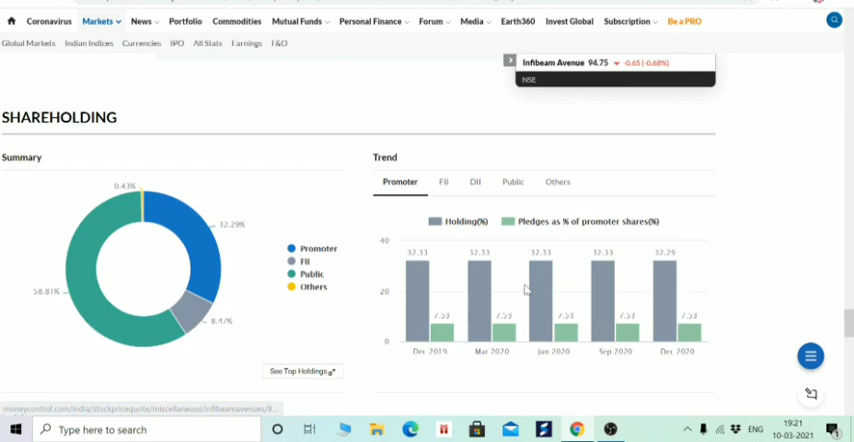 Coronavirus Markets News Portfolio Commodities Mutual Funds Personal Finance Forum Media Earth360 Invest Global Subscription Be a PRO
Global Markets Indian Indices Currencies IPO All Stats Earnings F&O
Infibeam Avenue 94.75 -0.65 (-0.68%)
NSE
SHAREHOLDING
Summary
0.43%
32.29%
58.81%
8.47%
Promoter
FII
Public
Others
See Top Holdings
Trend
Promoter FII DII Public Others
Holding(%) Pledges as % of promoter shares(%)
40
20
0
32.33 32.33 32.33 32.33 32.29
7.53 7.53 7.53 7.53 7.53
Dec 2019 Mar 2020 Jun 2020 Sep 2020 Dec 2020
moneycontrol.com/india/stockpricequote/miscellaneous/infibeamavenues/II...
Type here to search
ENG
19:21
10-03-2021